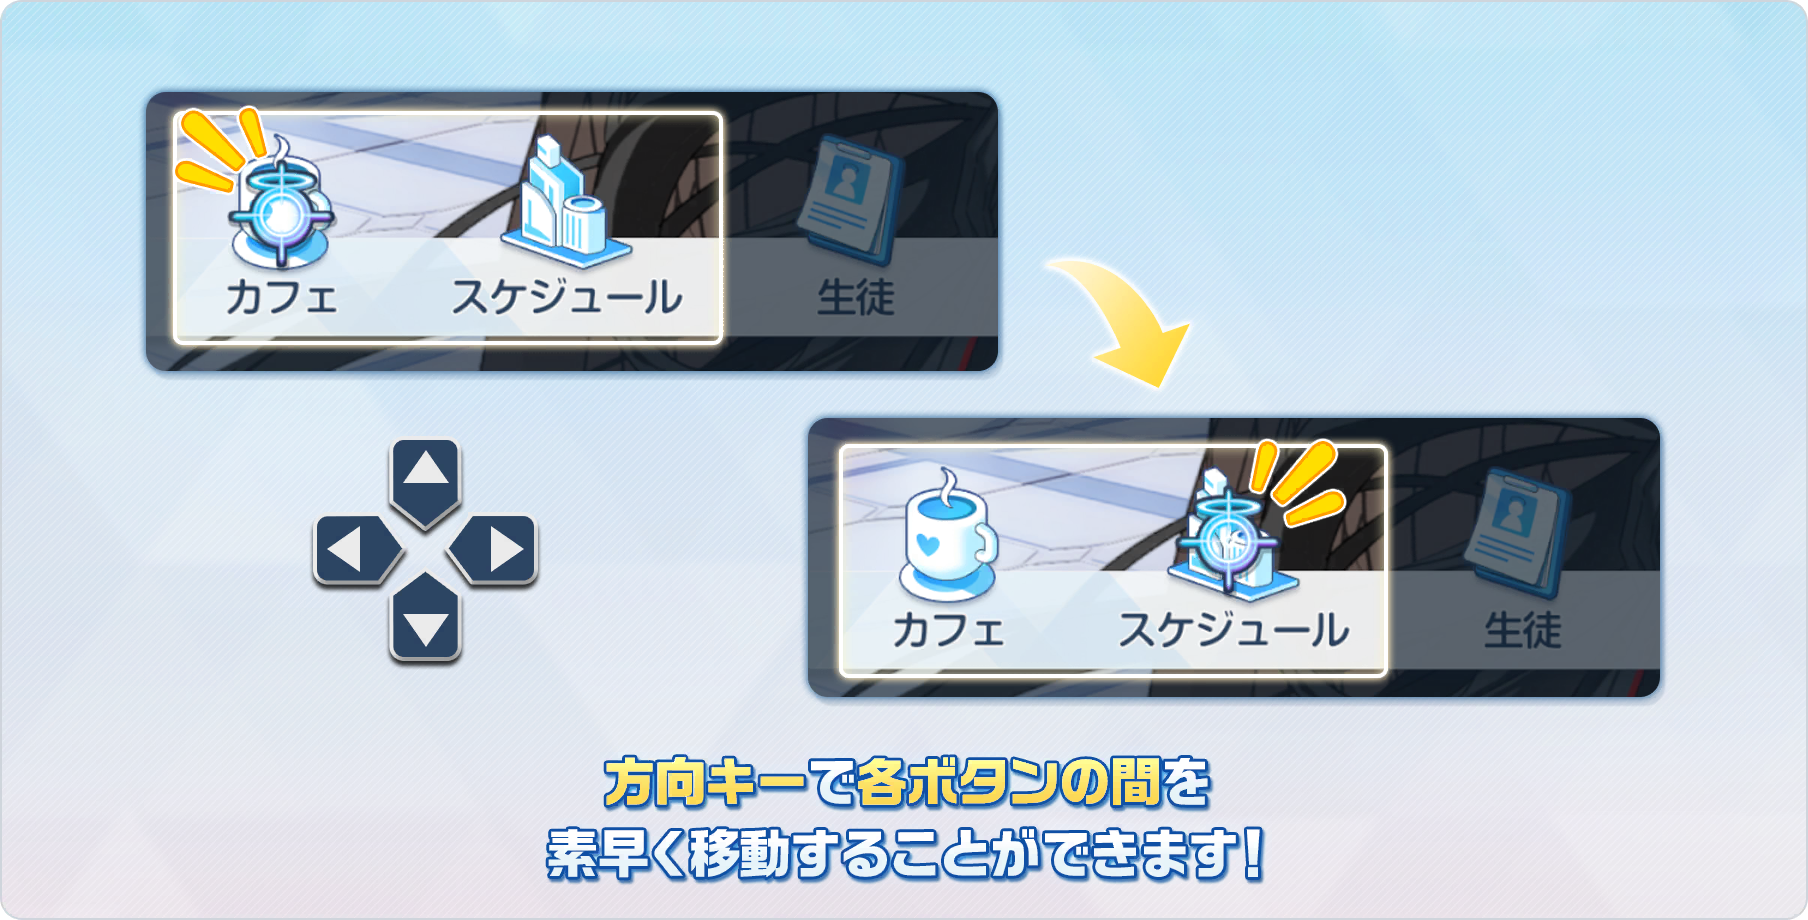 カフェ
スケジュール
生徒
カフェ
スケジュール
生徒
方向キーで各ボタンの間を
素早く移動することができます!